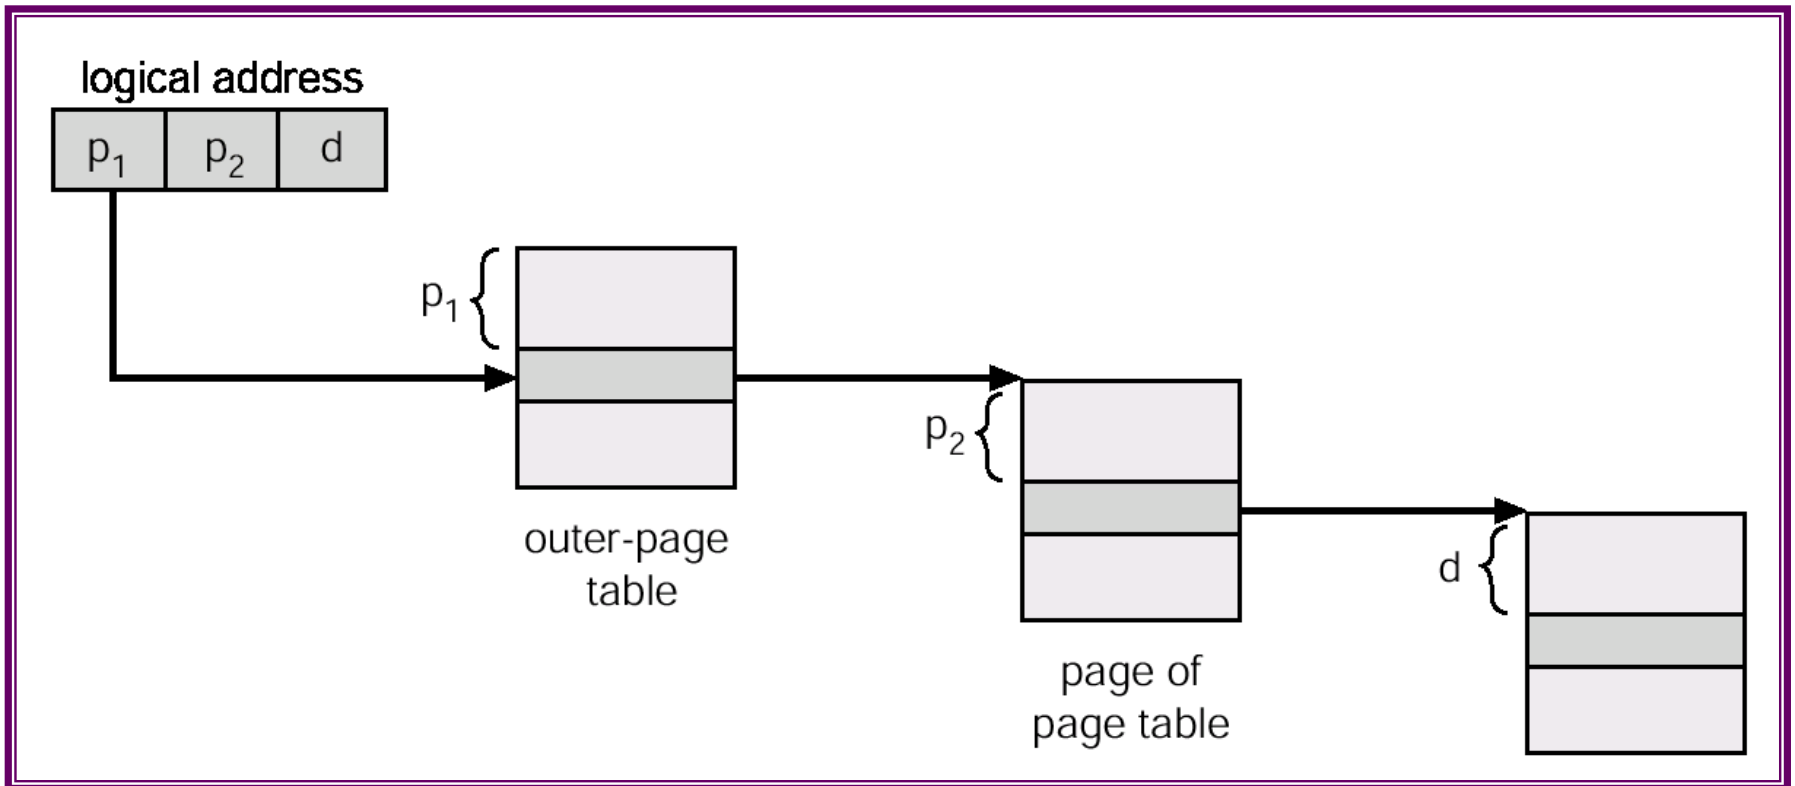 logical address
p₁ p₂ d
p₁
outer-page
table
p₂
page of
page table
d